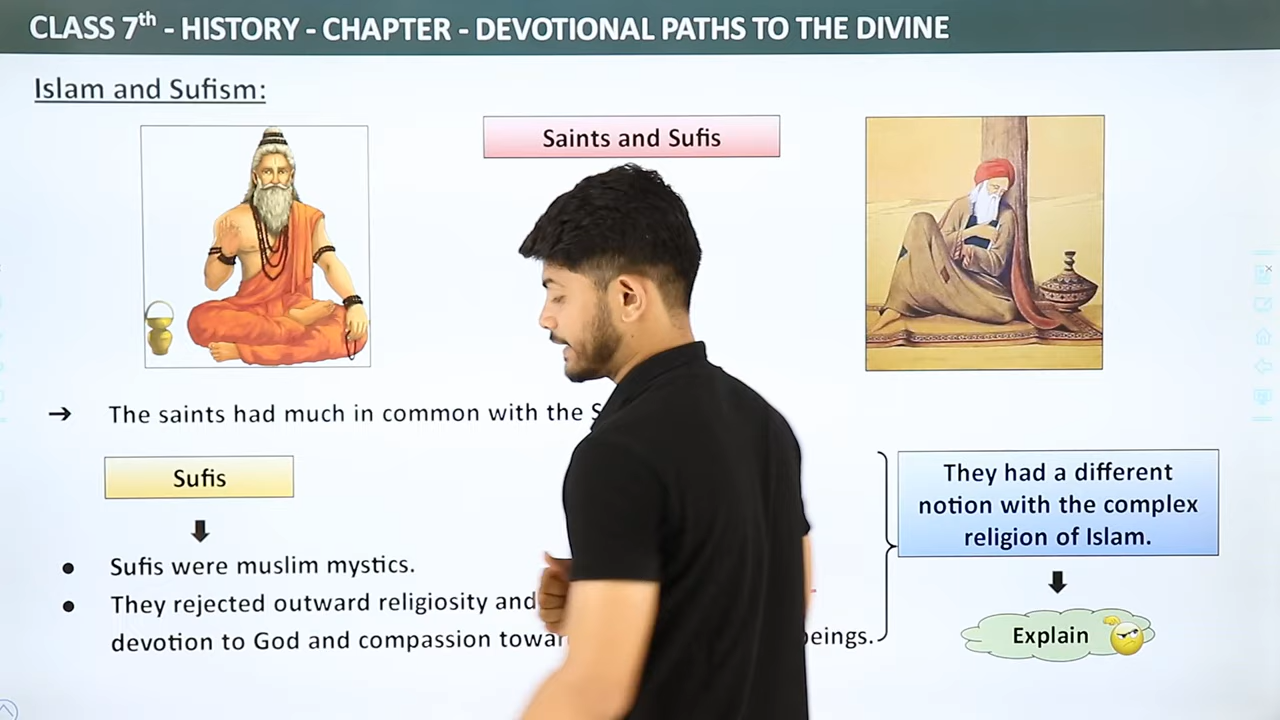 CLASS 7th - HISTORY - CHAPTER - DEVOTIONAL PATHS TO THE DIVINE
Islam and Sufism:
Saints and Sufis
➔ The saints had much in common with the
Sufis
They had a different
notion with the complex
religion of Islam.
● Sufis were muslim mystics.
● They rejected outward religiosity and
devotion to God and compassion beings.
Explain